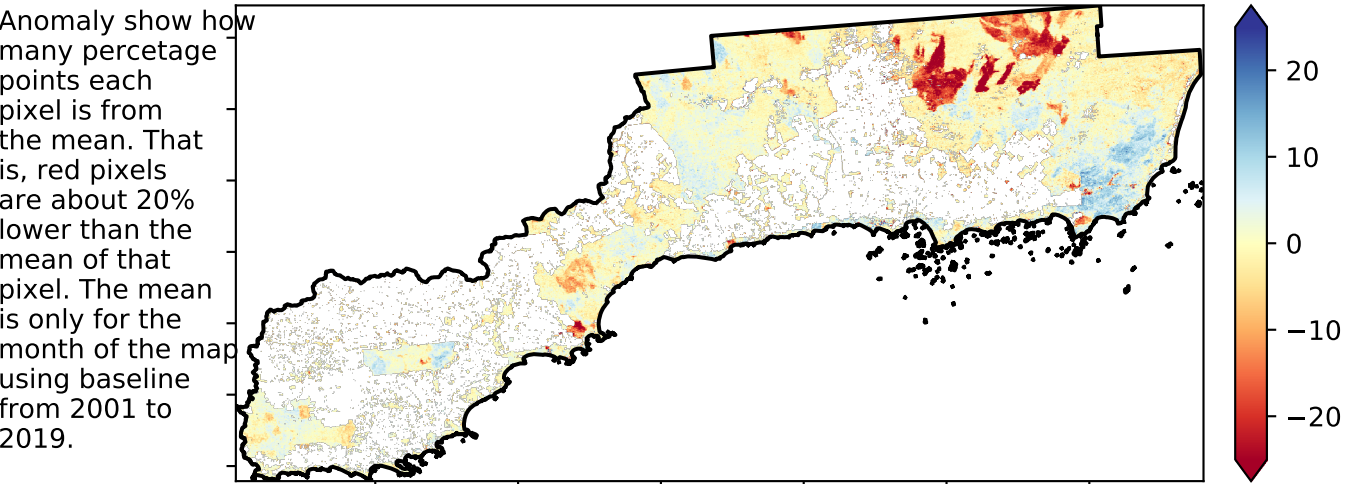 Anomaly show how
many percetage
points each
pixel is from
the mean. That
is, red pixels
are about 20%
lower than the
mean of that
pixel. The mean
is only for the
month of the map
using baseline
from 2001 to
2019.
20
10
0
−10
−20